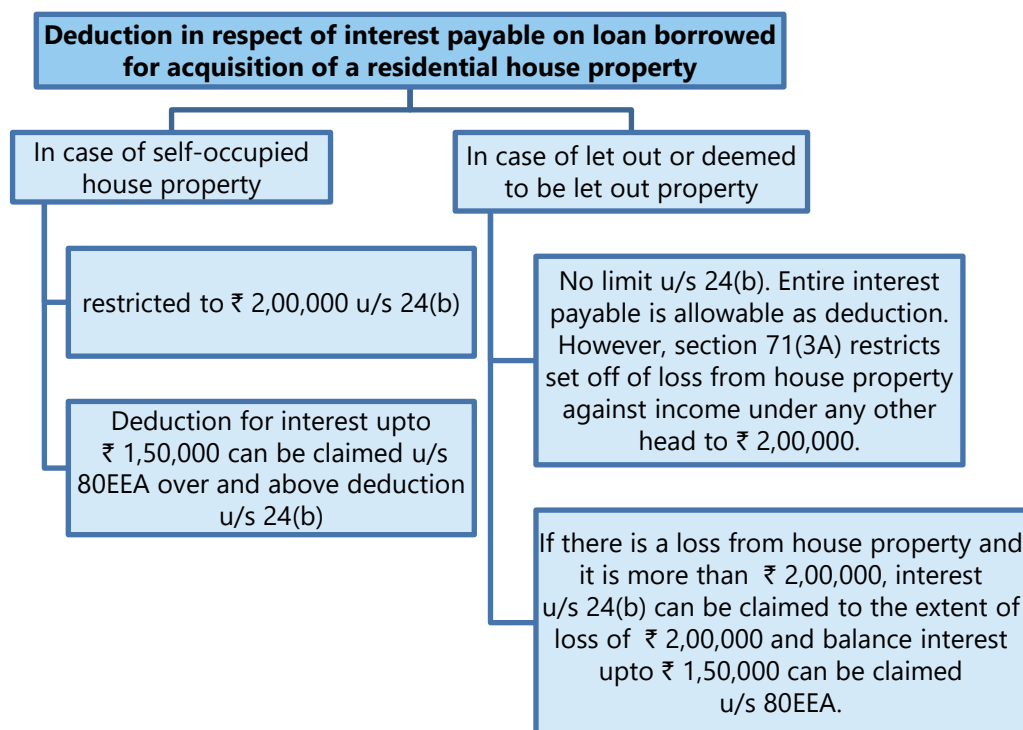 Deduction in respect of interest payable on loan borrowed
for acquisition of a residential house property
In case of self-occupied
house property
restricted to ₹ 2,00,000 u/s 24(b)
Deduction for interest upto
₹ 1,50,000 can be claimed u/s
80EEA over and above deduction
u/s 24(b)
In case of let out or deemed
to be let out property
No limit u/s 24(b). Entire interest
payable is allowable as deduction.
However, section 71(3A) restricts
set off of loss from house property
against income under any other
head to ₹ 2,00,000.
If there is a loss from house property and
it is more than ₹ 2,00,000, interest
u/s 24(b) can be claimed to the extent of
loss of ₹ 2,00,000 and balance interest
upto ₹ 1,50,000 can be claimed
u/s 80EEA.